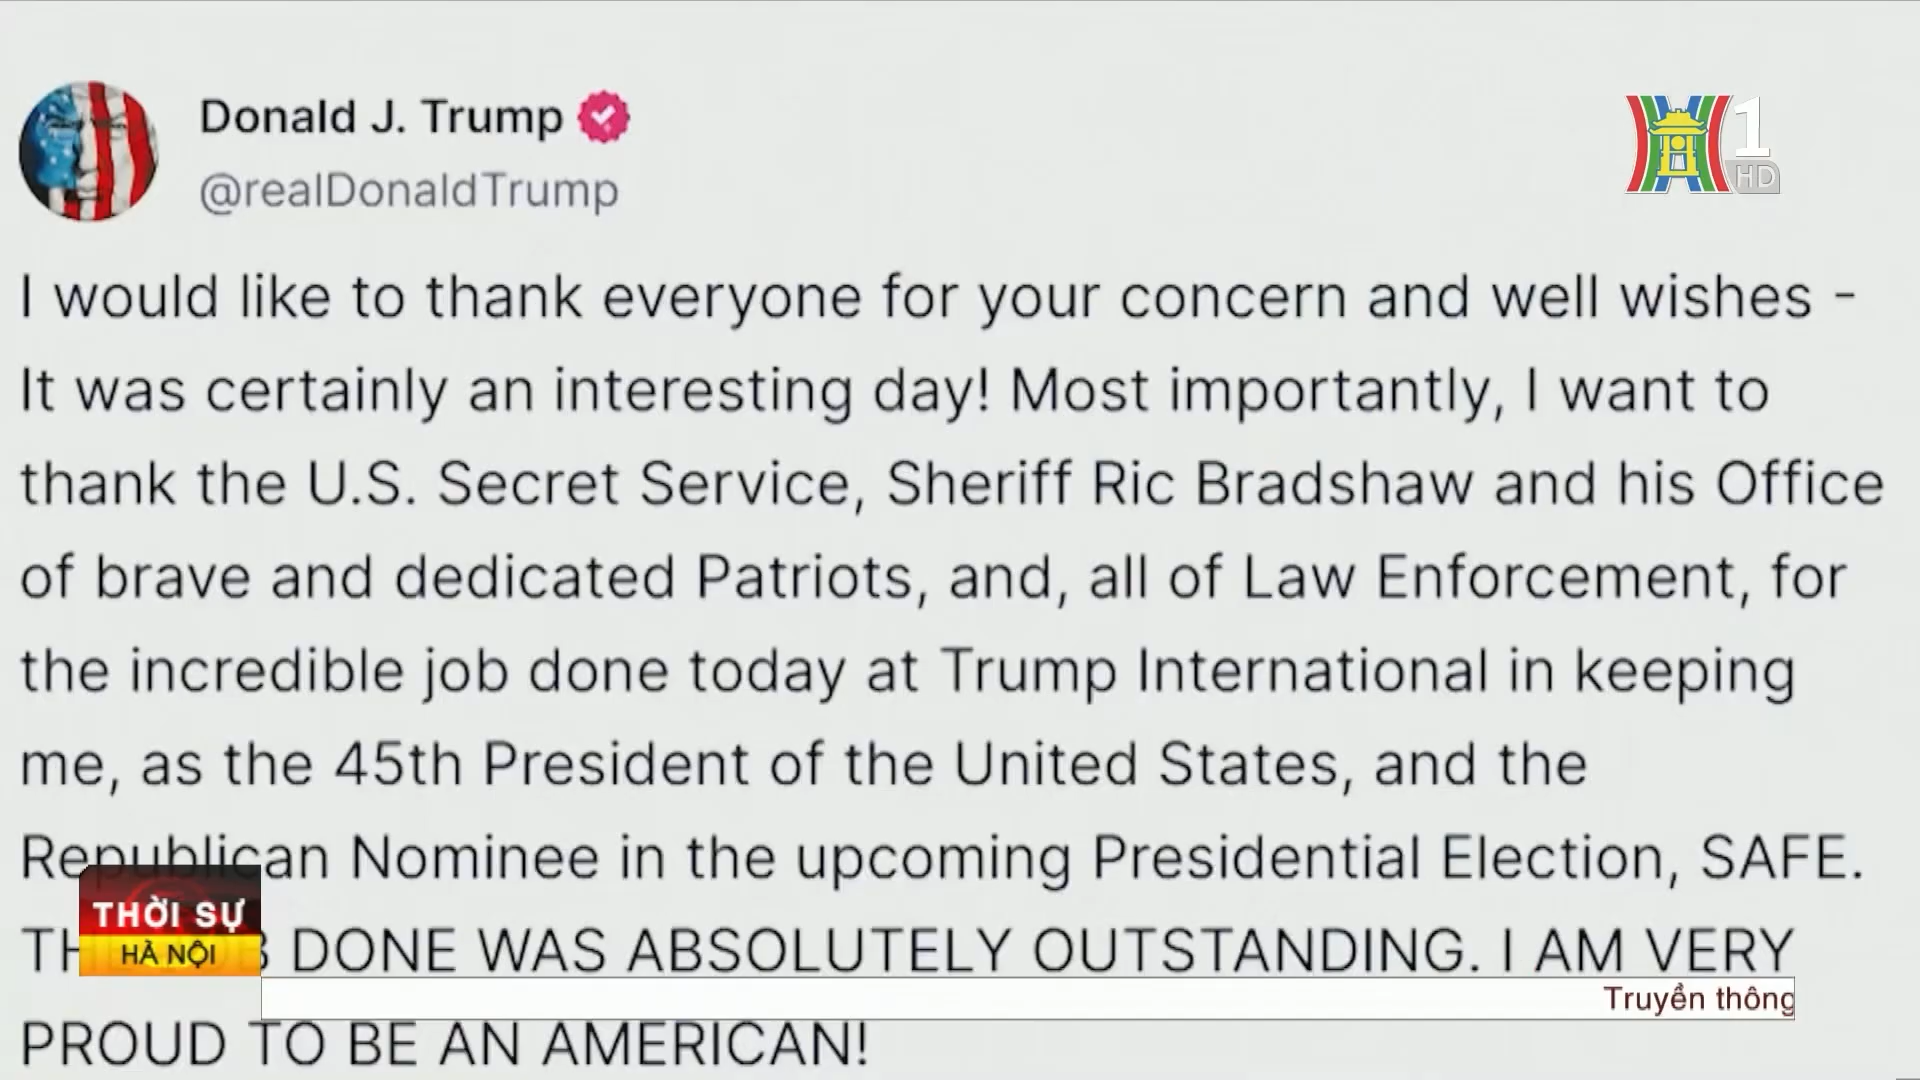 Donald J. Trump
@realDonaldTrump
1
HD
I would like to thank everyone for your concern and well wishes -
It was certainly an interesting day! Most importantly, I want to
thank the U.S. Secret Service, Sheriff Ric Bradshaw and his Office
of brave and dedicated Patriots, and, all of Law Enforcement, for
the incredible job done today at Trump International in keeping
me, as the 45th President of the United States, and the
Republican Nominee in the upcoming Presidential Election, SAFE.
DONE WAS ABSOLUTELY OUTSTANDING. I AM VERY
PROUD TO BE AN AMERICAN!
THỜI SỰ
HÀ NỘI
Truyền thông